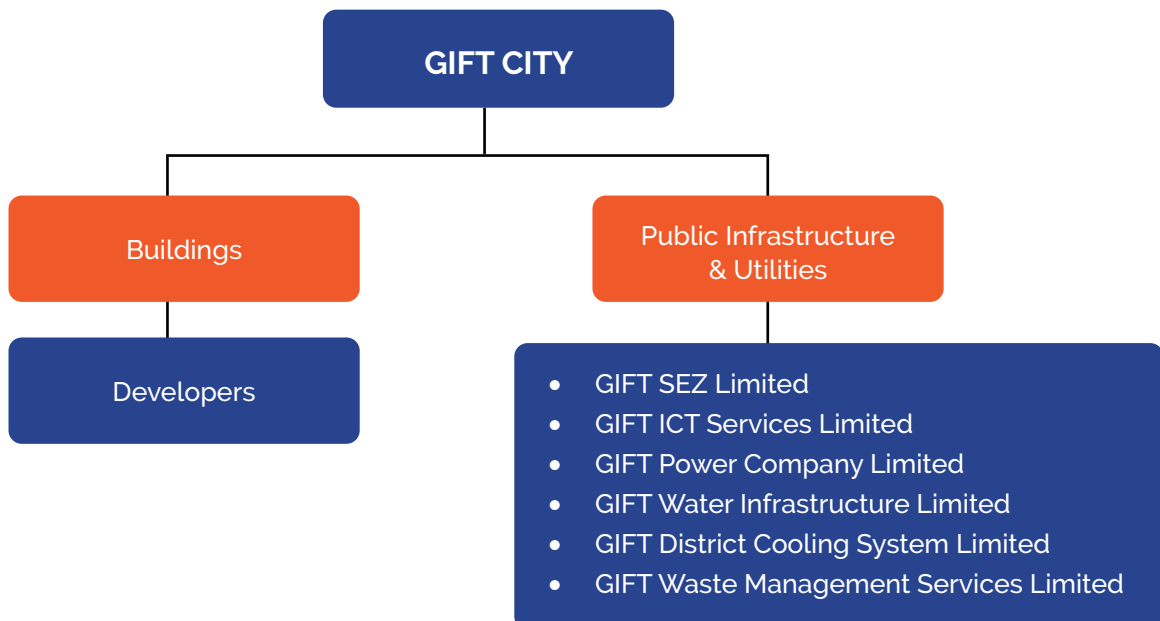 GIFT CITY
Buildings
Developers
Public Infrastructure
& Utilities
• GIFT SEZ Limited
• GIFT ICT Services Limited
• GIFT Power Company Limited
• GIFT Water Infrastructure Limited
• GIFT District Cooling System Limited
• GIFT Waste Management Services Limited